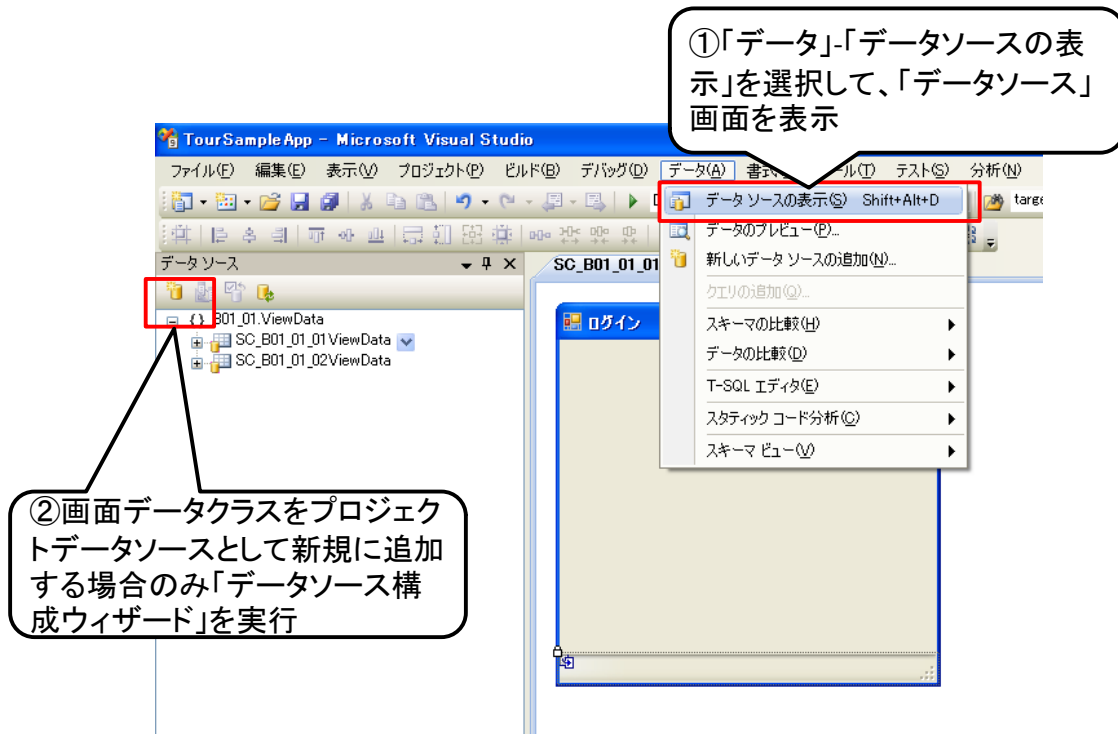 ①「データ」-「データソースの表
示」を選択して、「データソース」
画面を表示
TourSampleApp - Microsoft Visual Studio
ファイル(F) 編集(E) 表示(V) プロジェクト(P) ビルド(B) デバッグ(D) データ(A) 書式 ール(T) テスト(S) 分析(N)
データ ソースの表示(S) Shift+Alt+D
targe
データのプレビュー(P)...
データ ソース
SC_B01_01_01
新しいデータ ソースの追加(N)...
クエリの追加(Q)...
B01_01.ViewData
ログイン
スキーマの比較(H)
SC_B01_01_01ViewData
SC_B01_01_02ViewData
データの比較(D)
T-SQL エディタ(E)
スタティック コード分析(C)
スキーマ ビュー(V)
②画面データクラスをプロジェク
トデータソースとして新規に追加
する場合のみ「データソース構
成ウィザード」を実行